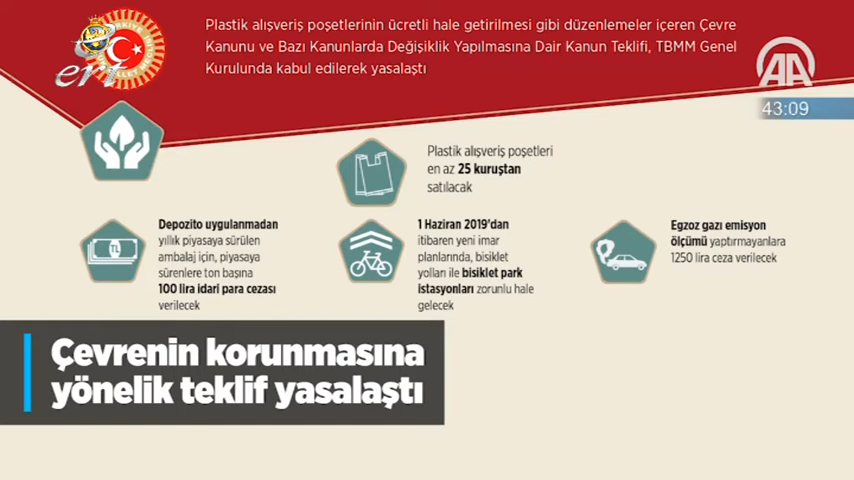 Plastik alışveriş poşetlerinin ücretli hale getirilmesi gibi düzenlemeler içeren Çevre
Kanunu ve Bazı Kanunlarda Değişiklik Yapılmasına Dair Kanun Teklifi, TBMM Genel
Kurulunda kabul edilerek yasalaştı
ert
AA
43:09
Plastik alışveriş poşetleri
en az 25 kuruştan
satılacak
Depozito uygulanmadan
yıllık piyasaya sürülen
ambalaj için, piyasaya
sürenlere ton başına
100 lira idari para cezası
verilecek
TL
1 Haziran 2019'dan
itibaren yeni imar
planlarında, bisiklet
yolları ile bisiklet park
istasyonları zorunlu hale
gelecek
Egzoz gazı emisyon
ölçümü yaptırmayanlara
1250 lira ceza verilecek
Çevrenin korunmasına
yönelik teklif yasalaştı